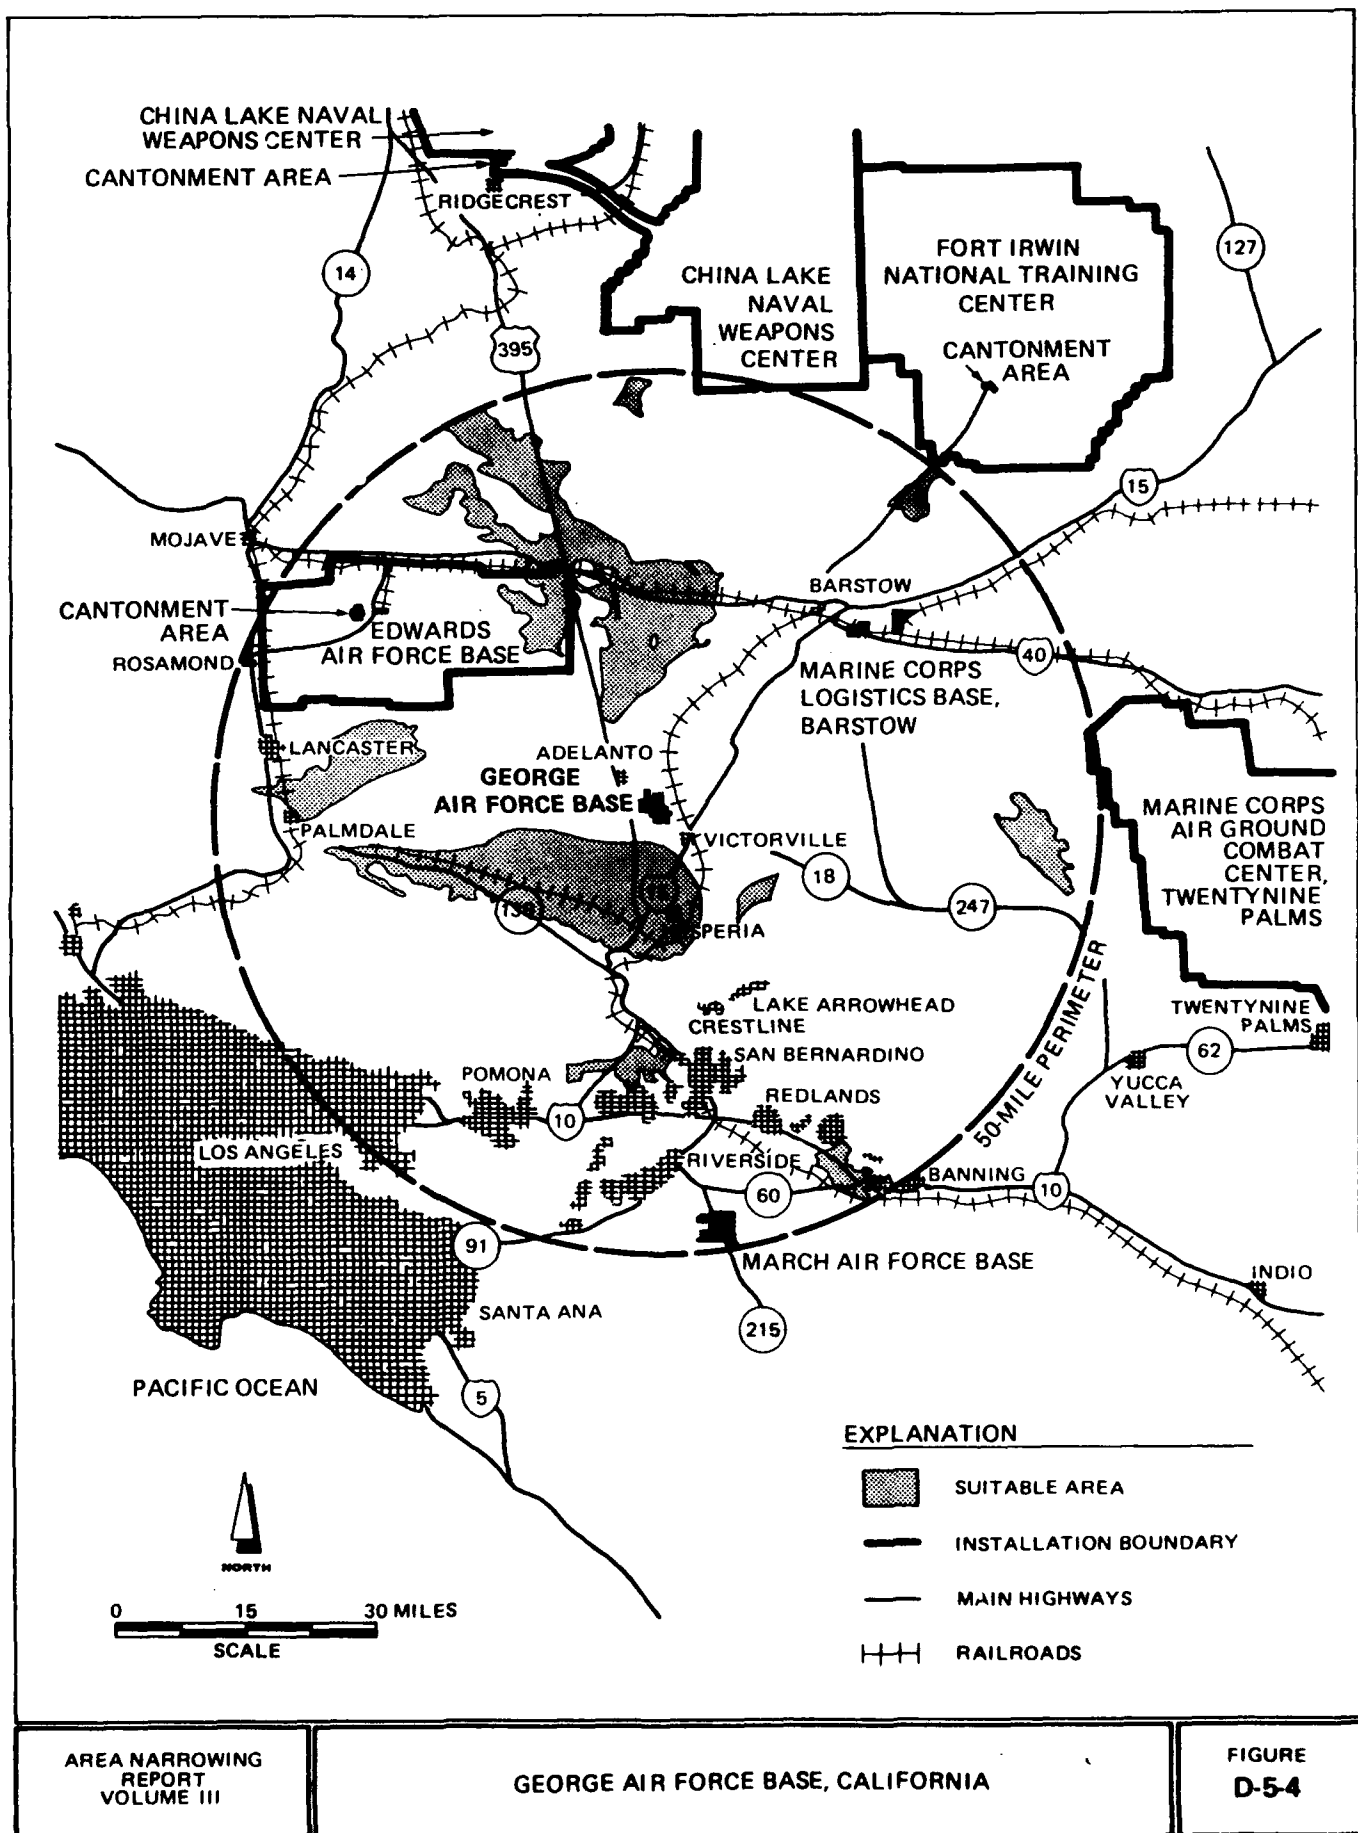 CHINA LAKE NAVAL
WEAPONS CENTER
CANTONMENT AREA
RIDGECREST
14
395
CHINA LAKE
NAVAL
WEAPONS
CENTER
FORT IRWIN
NATIONAL TRAINING
CENTER
CANTONMENT
AREA
127
15
MOJAVE
CANTONMENT
AREA
EDWARDS
AIR FORCE BASE
ROSAMOND
BARSTOW
40
MARINE CORPS
LOGISTICS BASE,
BARSTOW
LANCASTER
ADELANTO
GEORGE
AIR FORCE BASE
PALMDALE
VICTORVILLE
MARINE CORPS
AIR GROUND
COMBAT
CENTER,
TWENTYNINE
PALMS
18
247
SPERIA
50-MILE PERIMETER
LAKE ARROWHEAD
CRESTLINE
SAN BERNARDINO
TWENTYNINE
PALMS
62
YUCCA
VALLEY
POMONA
REDLANDS
10
LOS ANGELES
RIVERSIDE
BANNING
60
10
91
MARCH AIR FORCE BASE
INDIO
SANTA ANA
215
PACIFIC OCEAN
5
EXPLANATION
SUITABLE AREA
INSTALLATION BOUNDARY
MAIN HIGHWAYS
RAILROADS
NORTH
0 15 30 MILES
SCALE
AREA NARROWING
REPORT
VOLUME III
GEORGE AIR FORCE BASE, CALIFORNIA
FIGURE
D-5-4